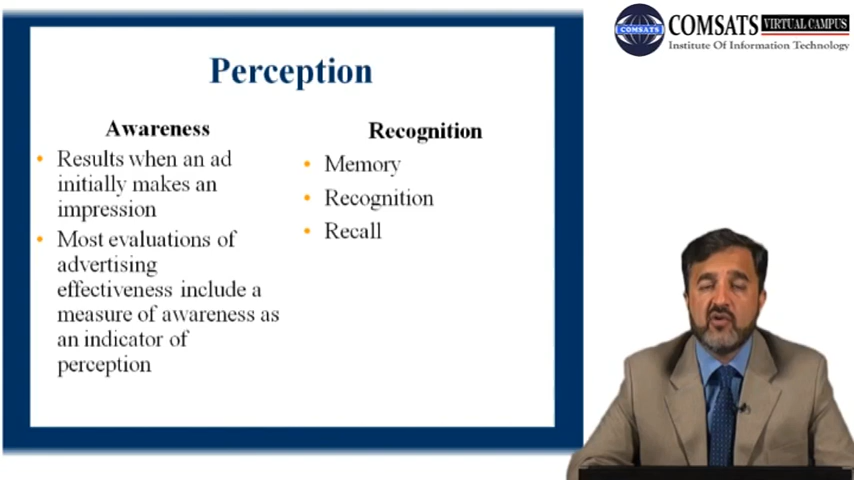 COMSATS VIRTUAL CAMPUS
Institute Of Information Technology
COMSATS
Perception
Awareness
Results when an ad
initially makes an
impression
Most evaluations of
advertising
effectiveness include a
measure of awareness as
an indicator of
perception
Recognition
Memory
Recognition
Recall